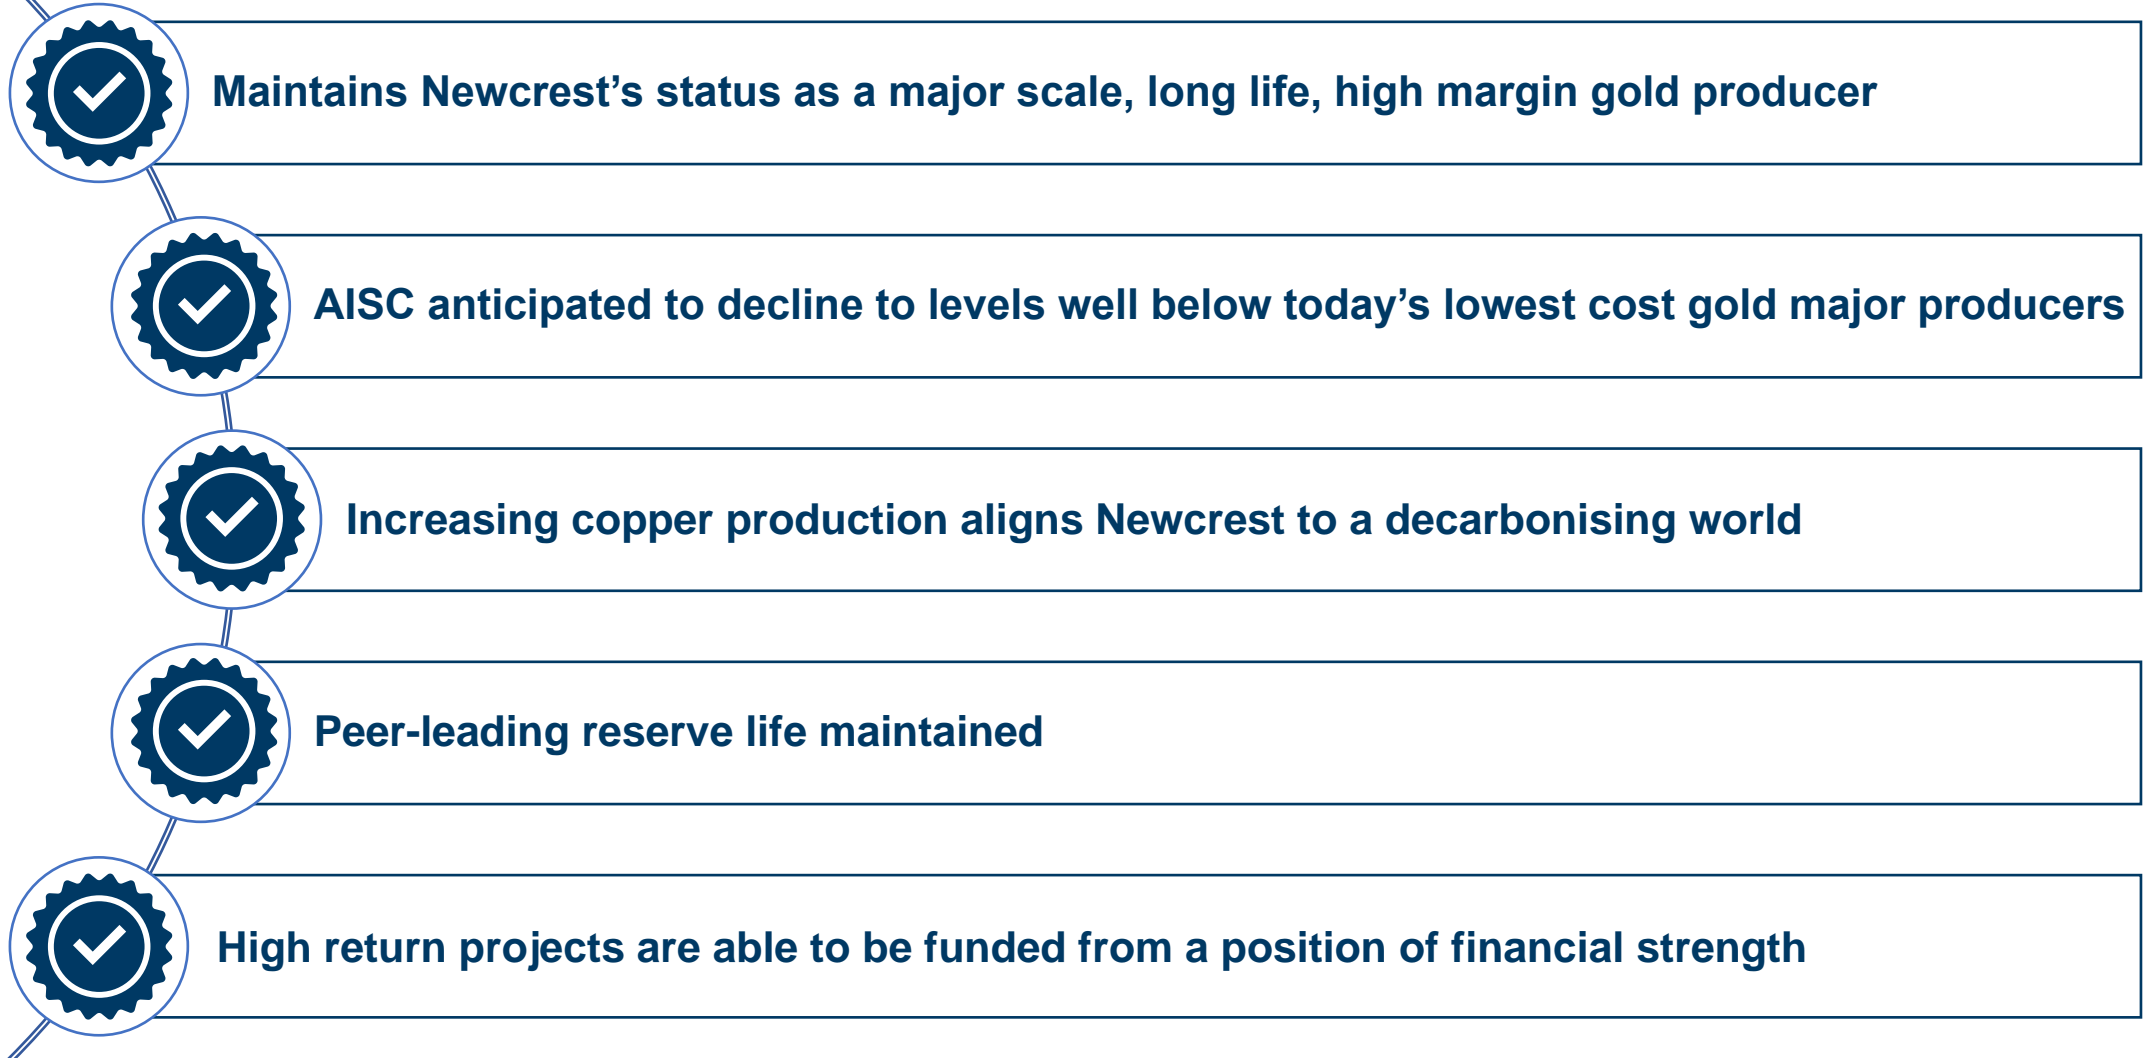 Maintains Newcrest’s status as a major scale, long life, high margin gold producer
AISC anticipated to decline to levels well below today’s lowest cost gold major producers
Increasing copper production aligns Newcrest to a decarbonising world
Peer-leading reserve life maintained
High return projects are able to be funded from a position of financial strength